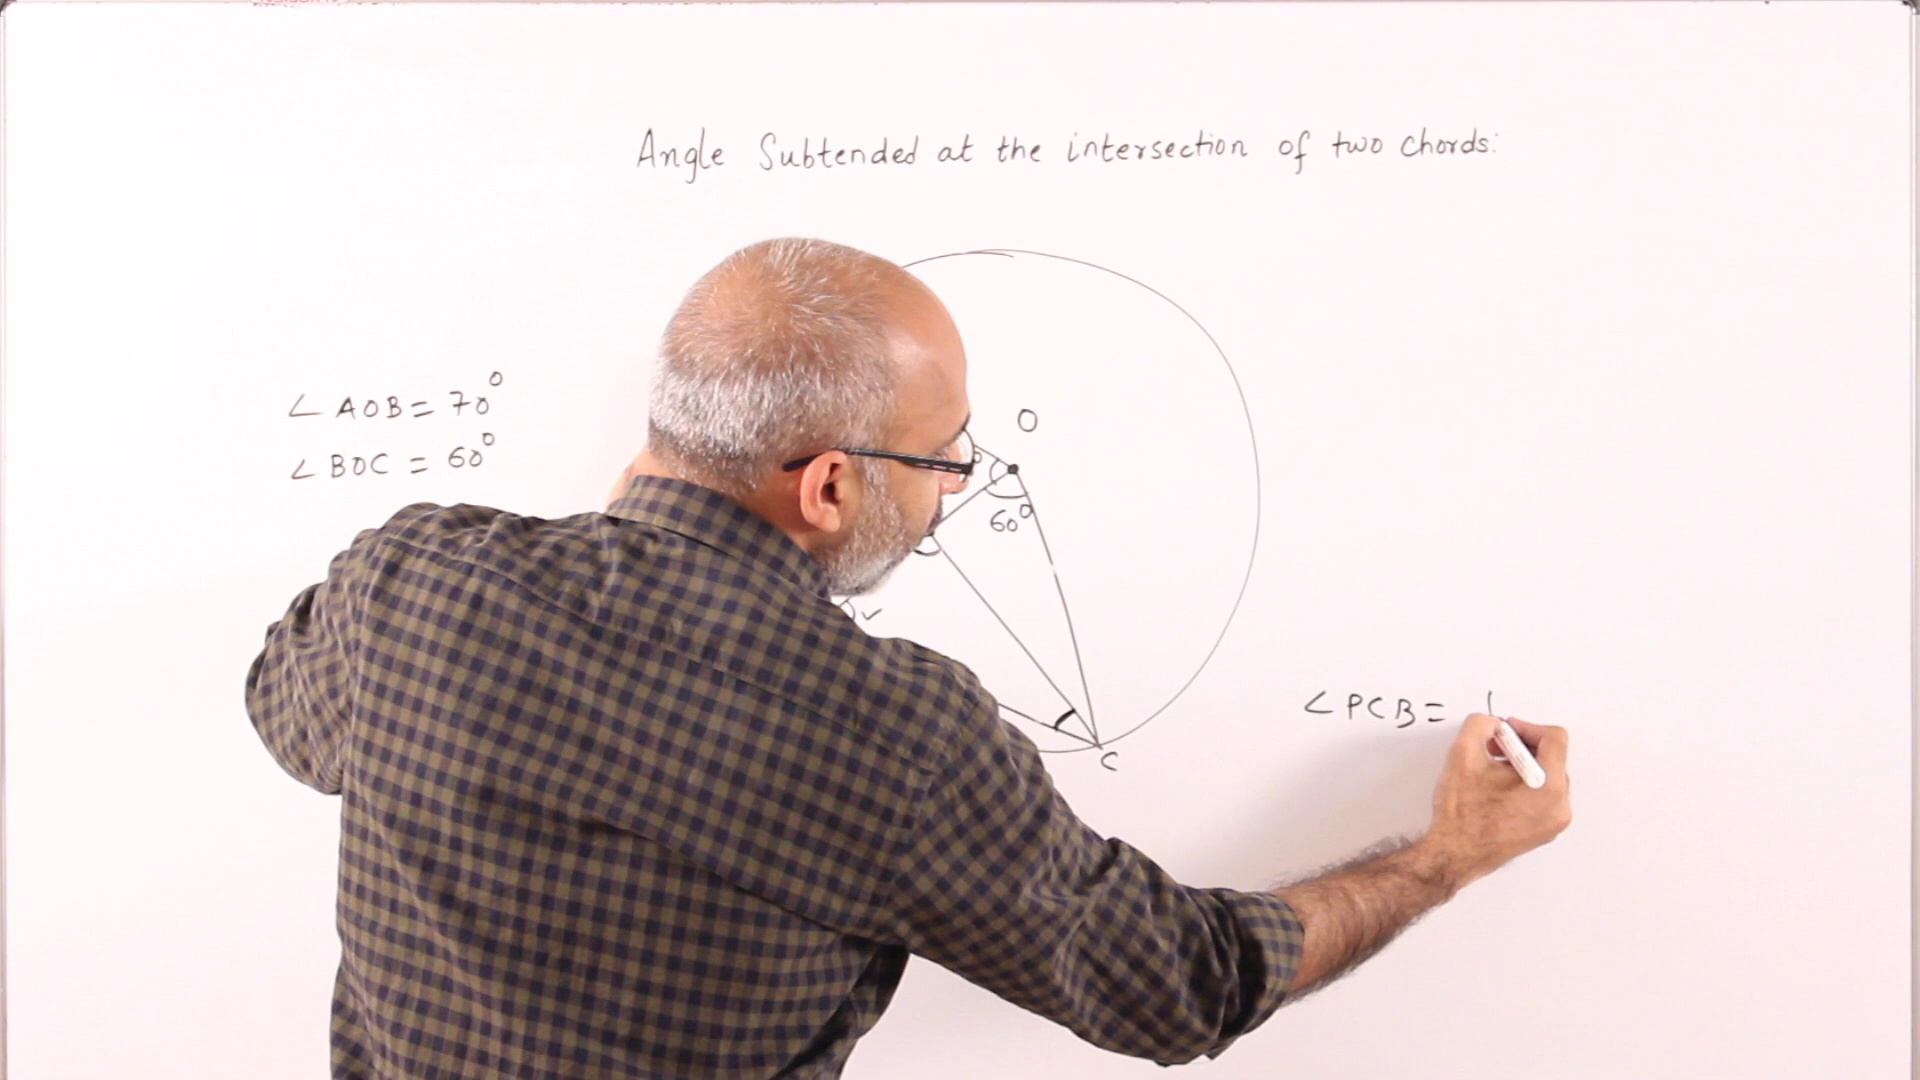 Angle Subtended at the intersection of two chords:
∠AOB = 70°
∠BOC = 60°
O
60°
C
∠PCB =